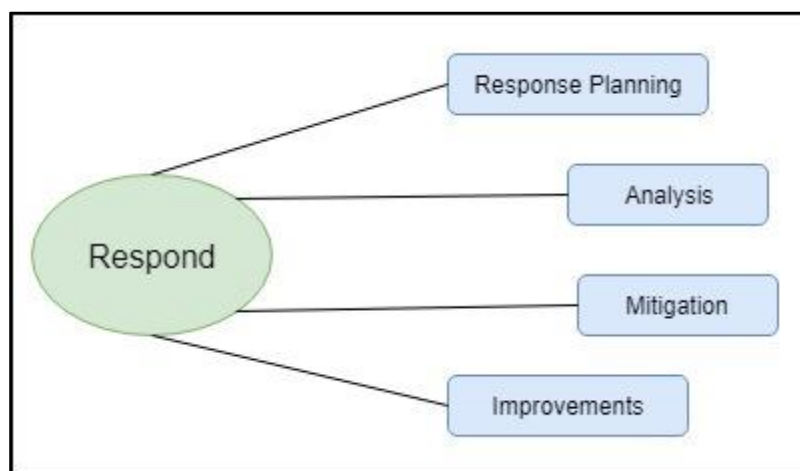 Response Planning
Analysis
Respond
Mitigation
Improvements